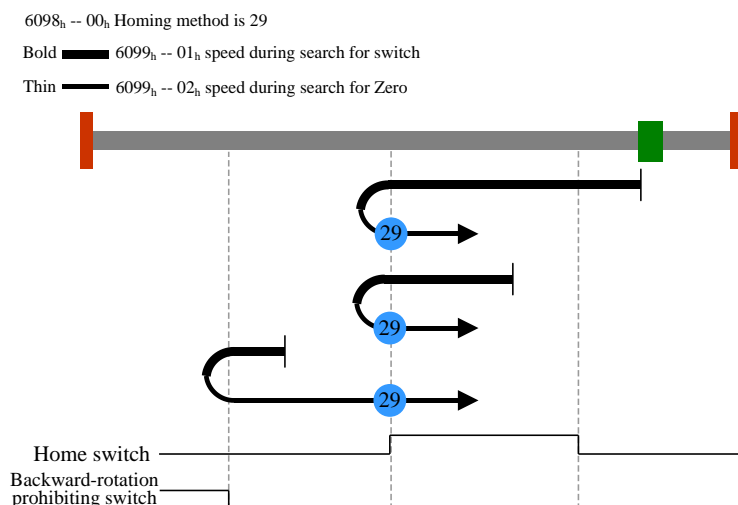 6098h -- 00h Homing method is 29
Bold 6099h -- 01h speed during search for switch
Thin 6099h -- 02h speed during search for Zero
29
29
29
Home switch
Backward-rotation
prohibiting switch